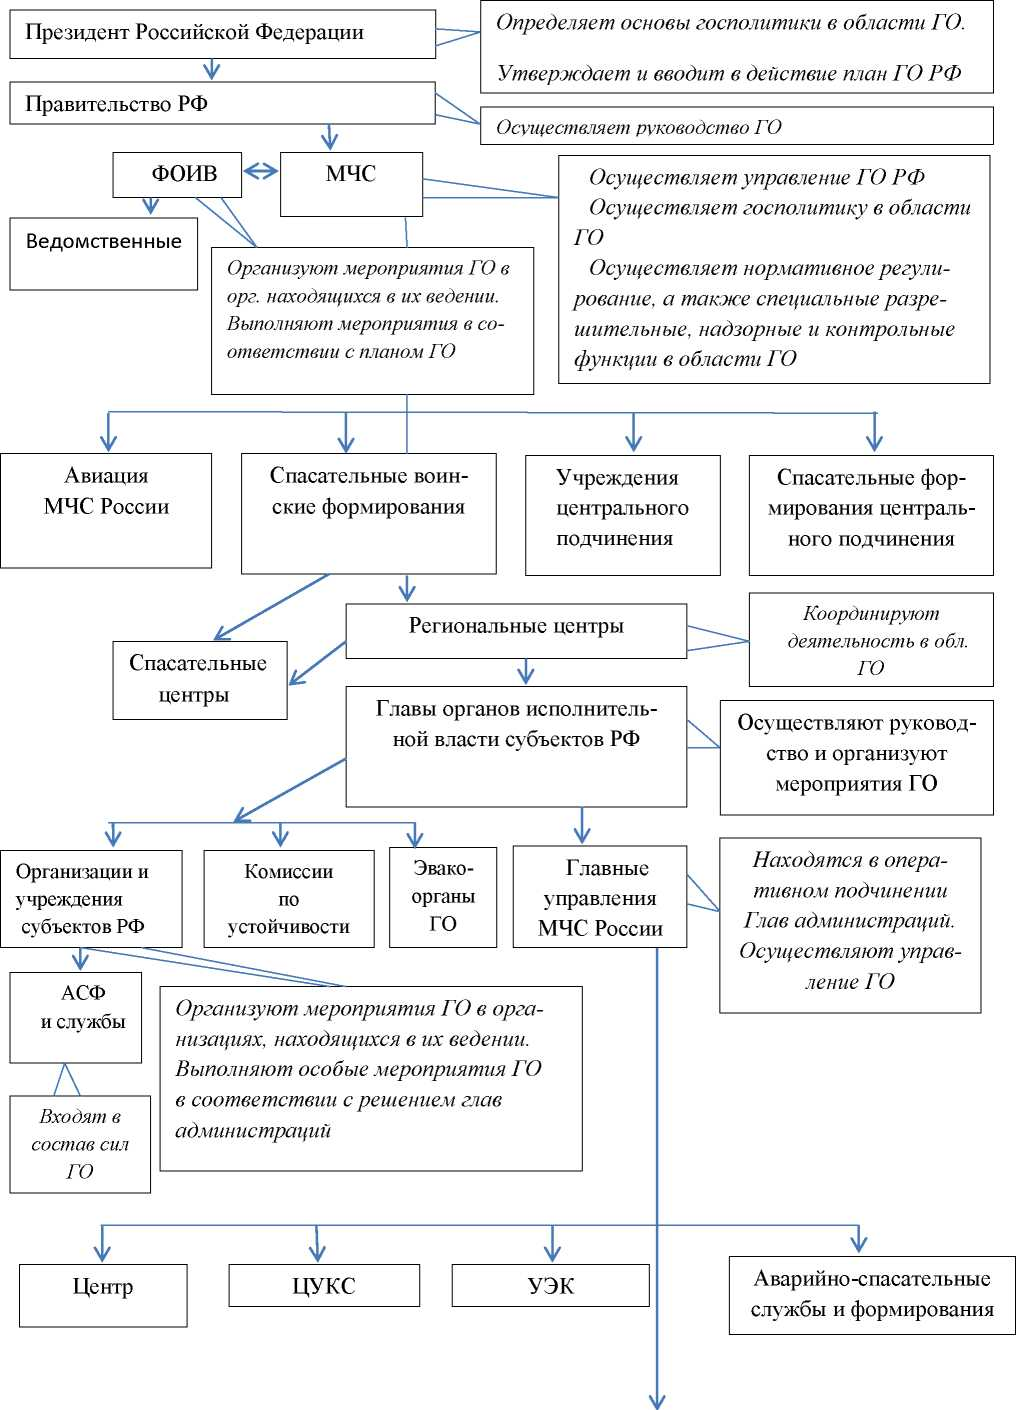 Президент Российской Федерации
Определяет основы госполитики в области ГО.
Утверждает и вводит в действие план ГО РФ
Правительство РФ
Осуществляет руководство ГО
ФОИВ
МЧС
Осуществляет управление ГО РФ
Осуществляет госполитику в области
ГО
Осуществляет нормативное регули-
рование, а также специальные разре-
шительные, надзорные и контрольные
функции в области ГО
Ведомственные
Организуют мероприятия ГО в
орг. находящихся в их ведении.
Выполняют мероприятия в со-
ответствии с планом ГО
Авиация
МЧС России
Спасательные воин-
ские формирования
Учреждения
центрального
подчинения
Спасательные фор-
мирования централь-
ного подчинения
Региональные центры
Координируют
деятельность в обл.
ГО
Спасательные
центры
Главы органов исполнитель-
ной власти субъектов РФ
Осуществляют руковод-
ство и организуют
мероприятия ГО
Организации и
учреждения
субъектов РФ
Комиссии
по
устойчивости
Эвако-
органы
ГО
Главные
управления
МЧС России
Находятся в опера-
тивном подчинении
Глав администраций.
Осуществляют управ-
ление ГО
АСФ
и службы
Организуют мероприятия ГО в орга-
низациях, находящихся в их ведении.
Выполняют особые мероприятия ГО
в соответствии с решением глав
администраций
Входят в
состав сил
ГО
Центр
ЦУКС
УЭК
Аварийно-спасательные
службы и формирования